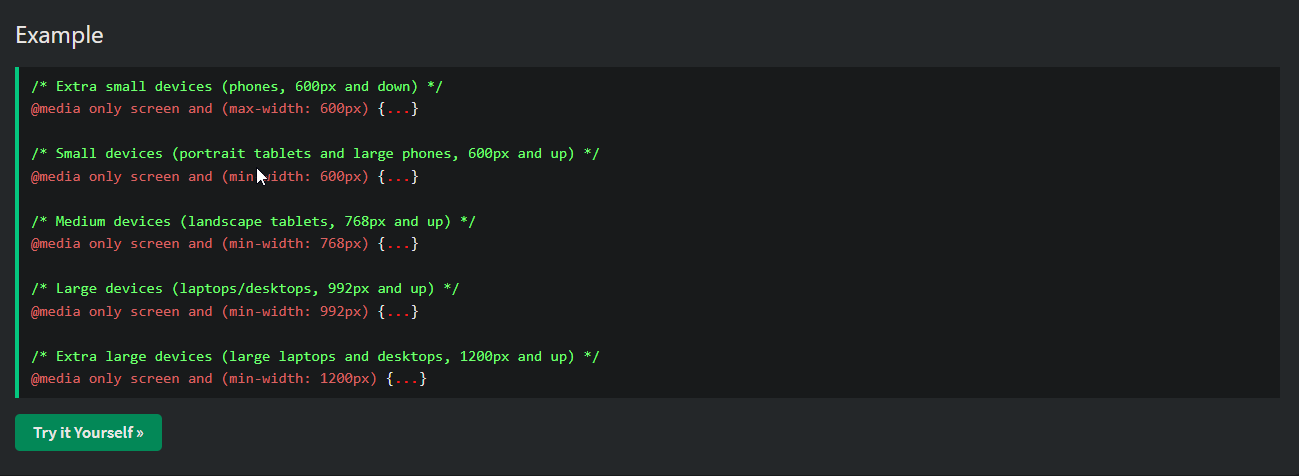 Example
/* Extra small devices (phones, 600px and down) */
@media only screen and (max-width: 600px) {...}
/* Small devices (portrait tablets and large phones, 600px and up) */
@media only screen and (min-width: 600px) {...}
/* Medium devices (landscape tablets, 768px and up) */
@media only screen and (min-width: 768px) {...}
/* Large devices (laptops/desktops, 992px and up) */
@media only screen and (min-width: 992px) {...}
/* Extra large devices (large laptops and desktops, 1200px and up) */
@media only screen and (min-width: 1200px) {...}
Try it Yourself »